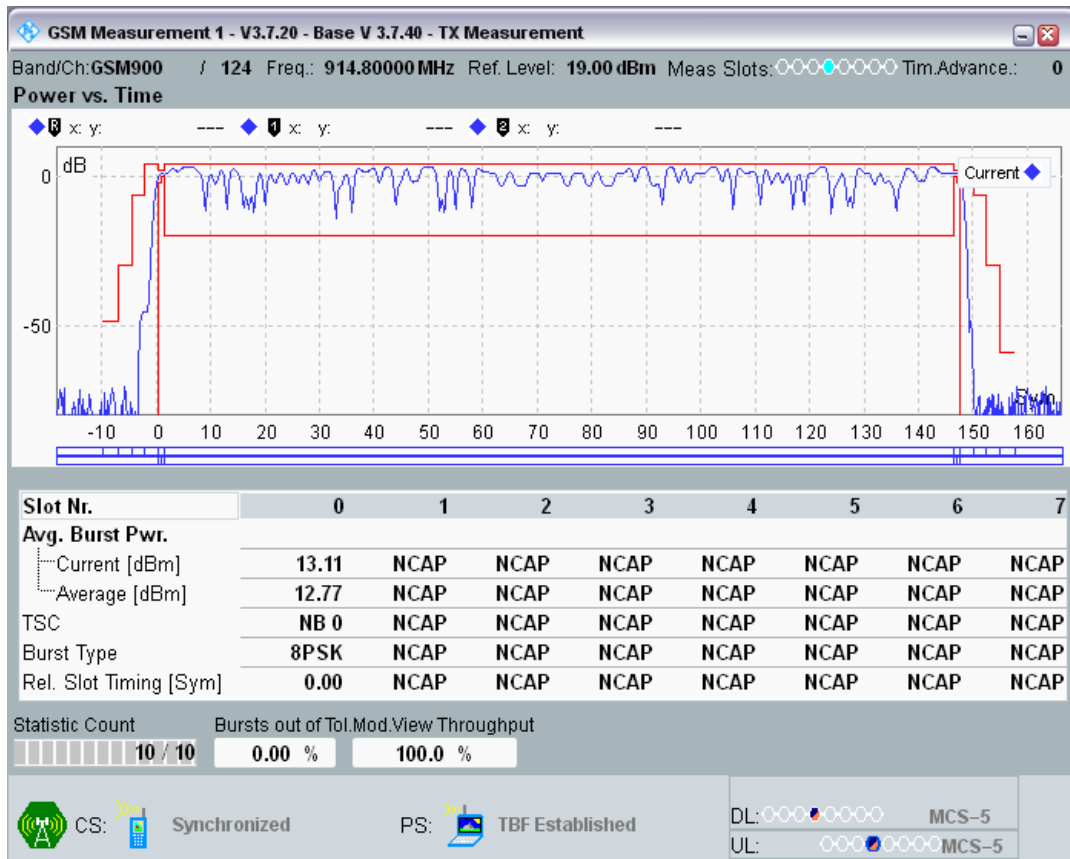 GSM Measurement 1 - V3.7.20 - Base V 3.7.40 - TX Measurement
Band/Ch:GSM900 / 124 Freq.: 914.80000 MHz Ref. Level: 19.00 dBm Meas Slots: Tim.Advance.: 0
Power vs. Time
R x: y: --- 1 x: y: --- 2 x: y: ---
dB
Current
0
-50
Sym
-10 0 10 20 30 40 50 60 70 80 90 100 110 120 130 140 150 160
Slot Nr. 0 1 2 3 4 5 6 7
Avg. Burst Pwr.
Current [dBm] 13.11 NCAP NCAP NCAP NCAP NCAP NCAP NCAP
Average [dBm] 12.77 NCAP NCAP NCAP NCAP NCAP NCAP NCAP
TSC NB 0 NCAP NCAP NCAP NCAP NCAP NCAP NCAP
Burst Type 8PSK NCAP NCAP NCAP NCAP NCAP NCAP NCAP
Rel. Slot Timing [Sym] 0.00 NCAP NCAP NCAP NCAP NCAP NCAP NCAP
Statistic Count Bursts out of Tol.Mod.View Throughput
10 / 10 0.00 % 100.0 %
CS: Synchronized PS: TBF Established
DL: MCS-5
UL: MCS-5